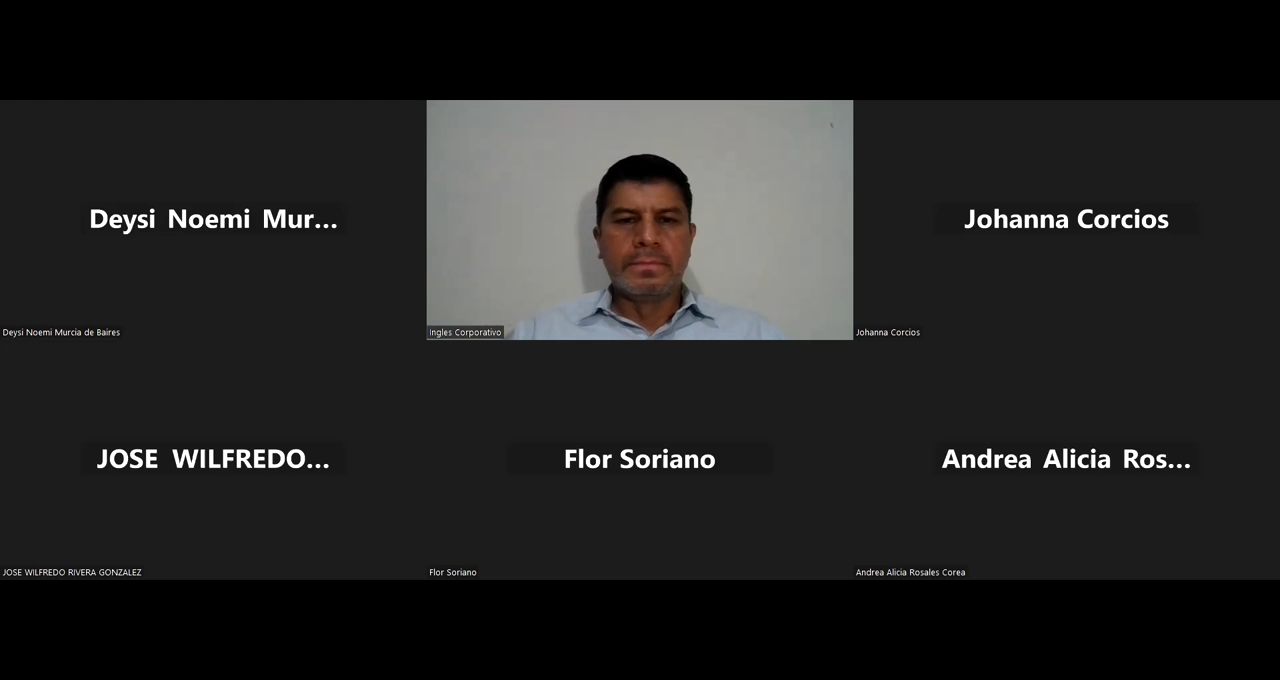 Deysi Noemi Mur...
Deysi Noemi Murcia de Baires
Ingles Corporativo
Johanna Corcios
Johanna Corcios
JOSE WILFREDO...
JOSE WILFREDO RIVERA GONZALEZ
Flor Soriano
Flor Soriano
Andrea Alicia Ros...
Andrea Alicia Rosales Corea